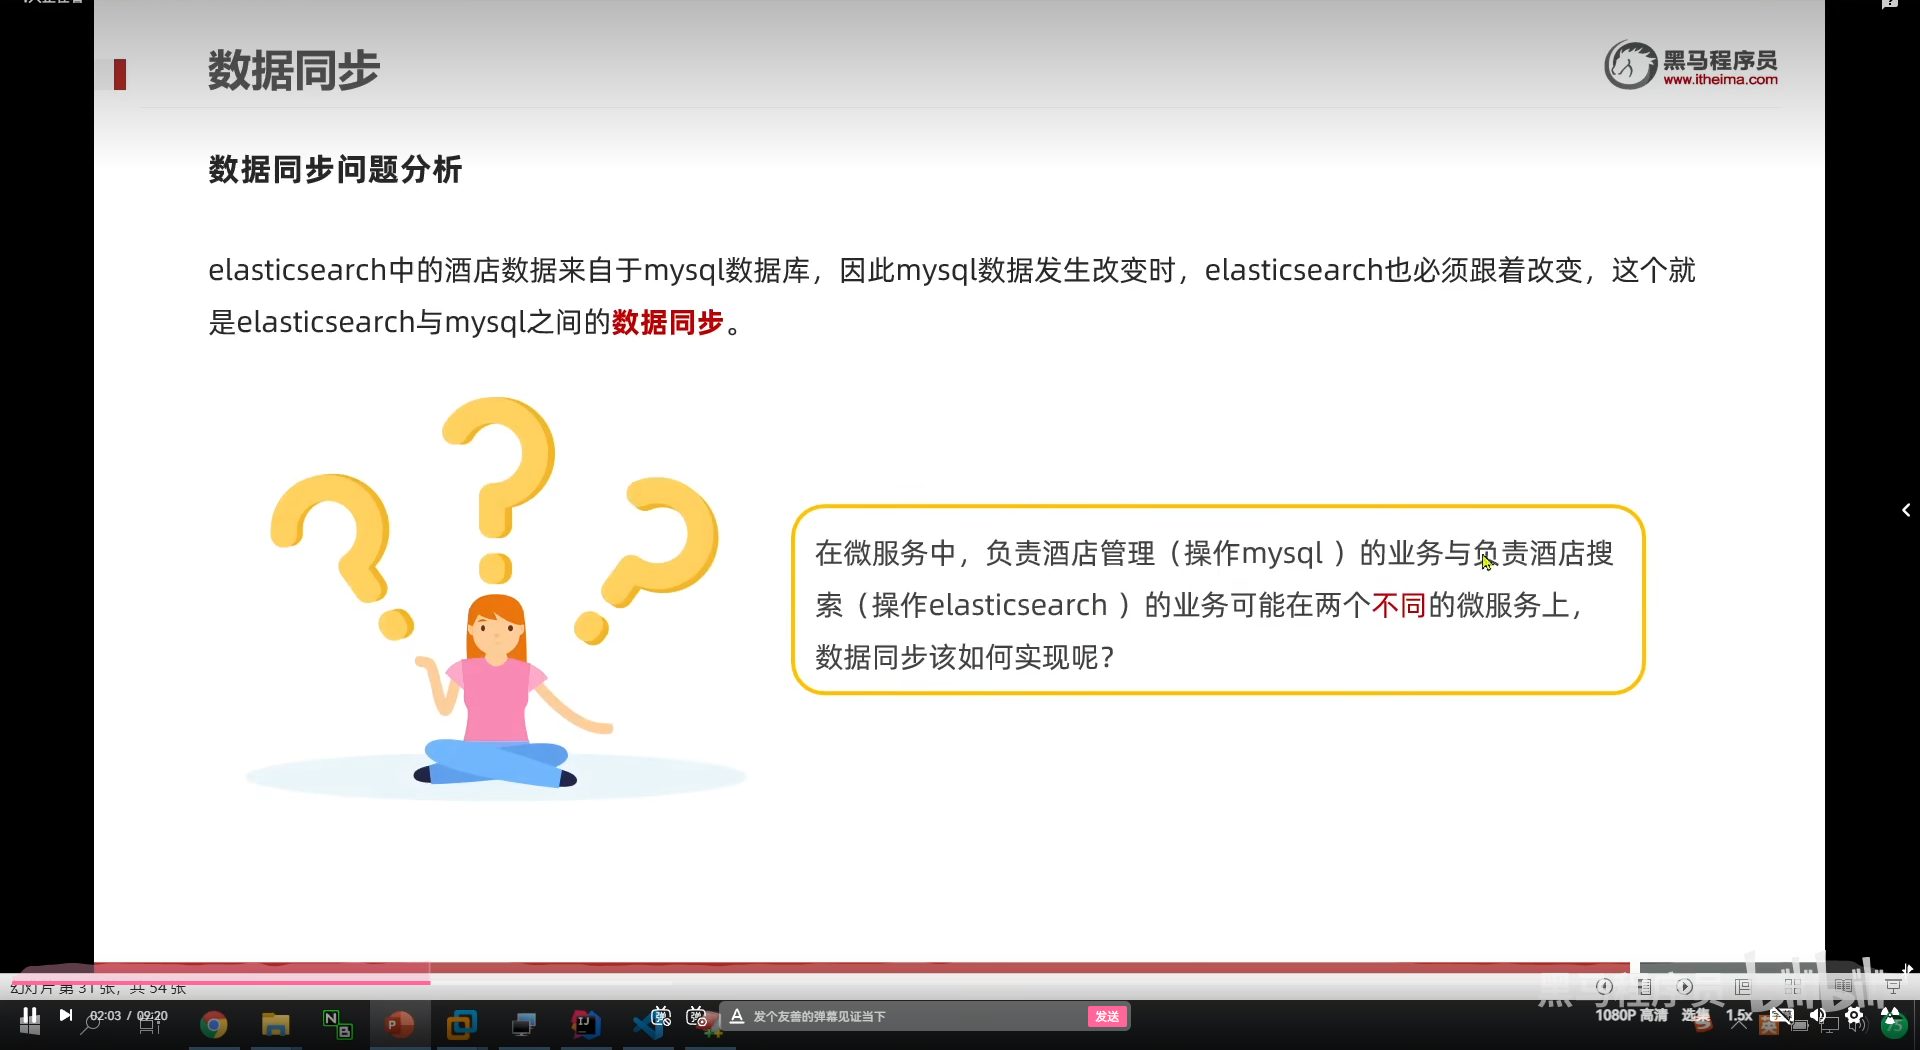 数据同步
黑马程序员
www.itheima.com
数据同步问题分析
elasticsearch中的酒店数据来自于mysql数据库，因此mysql数据发生改变时，elasticsearch也必须跟着改变，这个就
是elasticsearch与mysql之间的数据同步。
在微服务中，负责酒店管理（操作mysql ）的业务与负责酒店搜
索（操作elasticsearch ）的业务可能在两个不同的微服务上，
数据同步该如何实现呢？
幻灯片 第 31 张，共 54 张
黑马程序员
bilibili
02:03 / 09:20
发个友善的弹幕见证当下
发送
1080P 高清
选集
1.5x
英
75